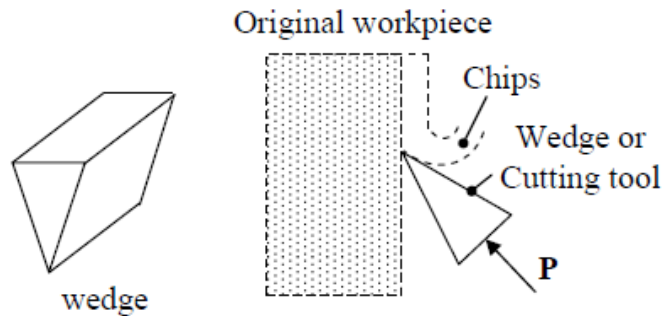 Original workpiece
Chips
Wedge or
Cutting tool
P
wedge